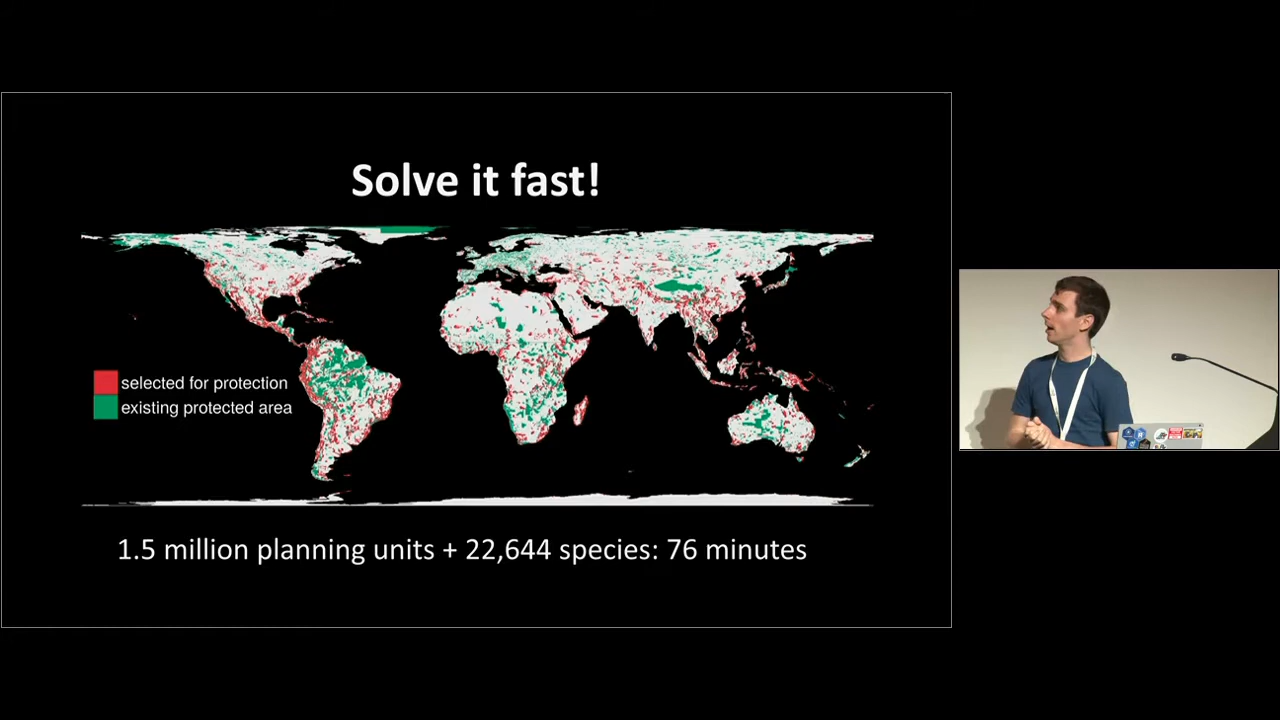 Solve it fast!
selected for protection
existing protected area
1.5 million planning units + 22,644 species: 76 minutes